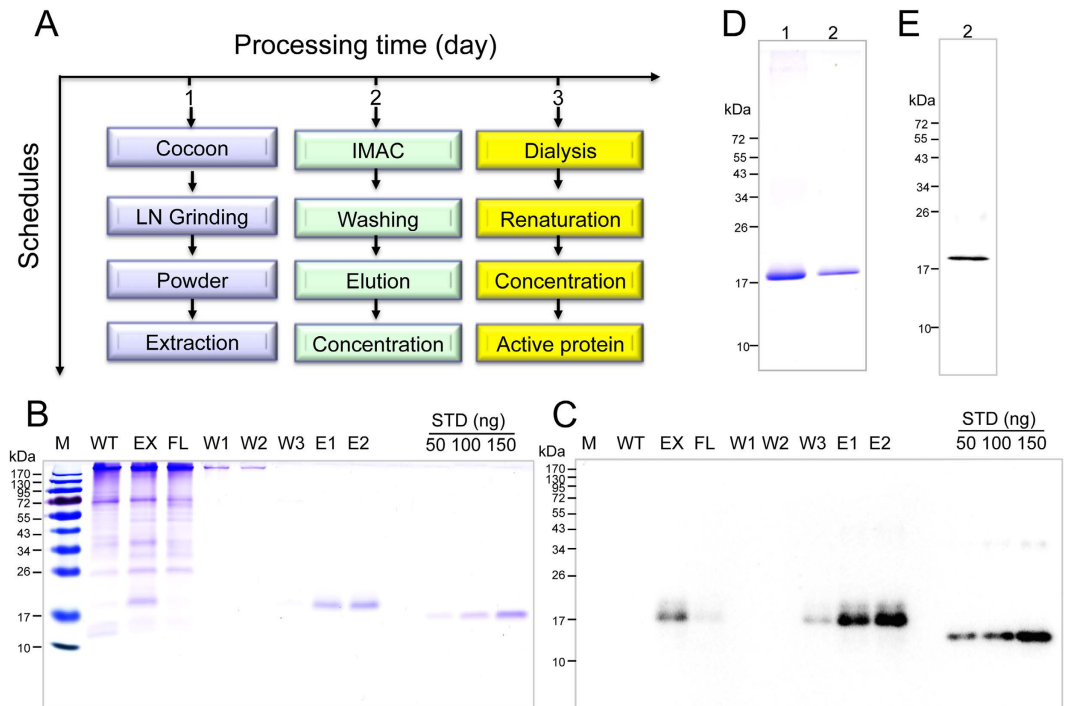 A
Processing time (day)
Schedules
1 2 3
Cocoon IMAC Dialysis
LN Grinding Washing Renaturation
Powder Elution Concentration
Extraction Concentration Active protein
D
1 2
kDa
72
55
43
34
26
17
10
E
2
kDa
72
55
43
34
26
17
10
B
STD (ng)
M WT EX FL W1 W2 W3 E1 E2 50 100 150
kDa
170
130
95
72
55
43
34
26
17
10
C
STD (ng)
M WT EX FL W1 W2 W3 E1 E2 50 100 150
kDa
170
130
95
72
55
43
34
26
17
10